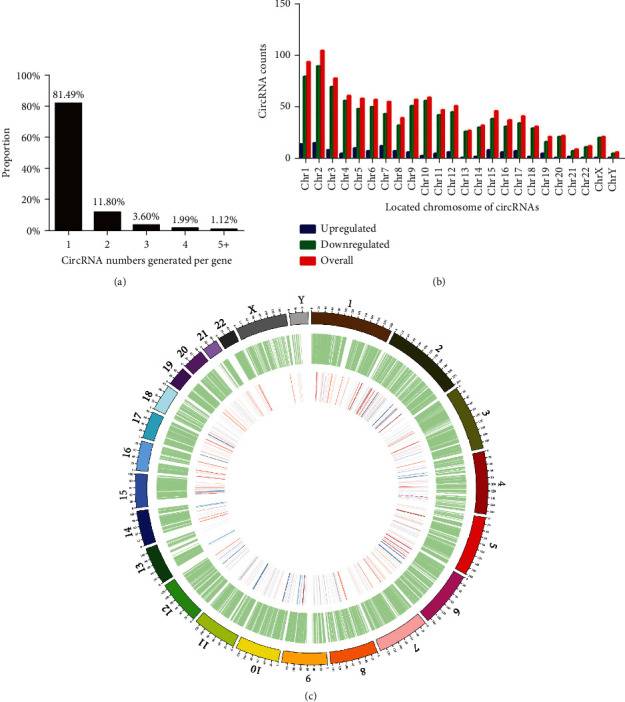 100%
80%
60%
40%
20%
0%
Proportion
81.49%
11.80%
3.60%
1.99%
1.12%
1
2
3
4
5+
CircRNA numbers generated per gene
(a)
150
100
50
0
CircRNA counts
Chr1
Chr2
Chr3
Chr4
Chr5
Chr6
Chr7
Chr8
Chr9
Chr10
Chr11
Chr12
Chr13
Chr14
Chr15
Chr16
Chr17
Chr18
Chr19
Chr20
Chr21
Chr22
ChrX
ChrY
Located chromosome of circRNAs
Upregulated
Downregulated
Overall
(b)
1
2
3
4
5
6
7
8
9
10
11
12
13
14
15
16
17
18
19
20
21
22
X
Y
(c)